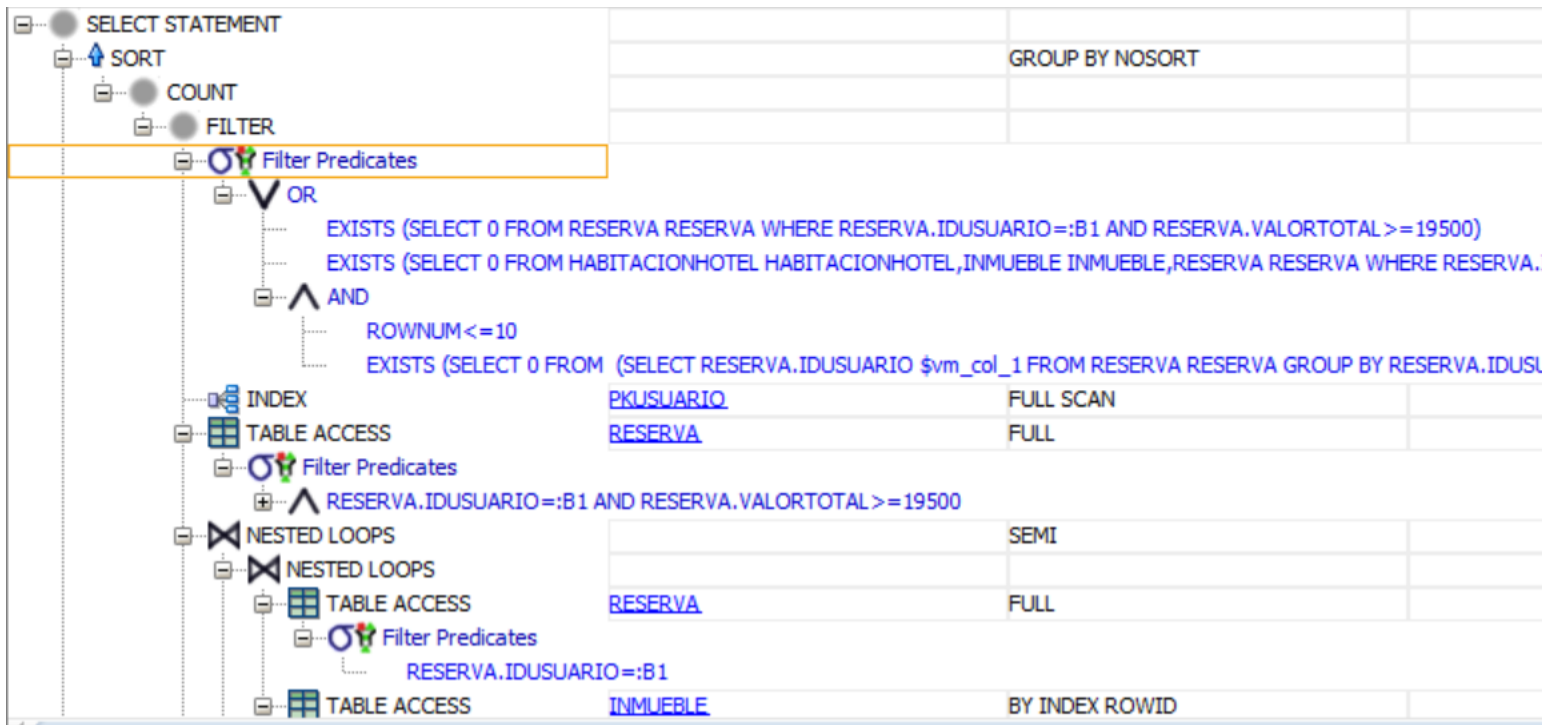 SELECT STATEMENT
SORT GROUP BY NOSORT
COUNT
FILTER
Filter Predicates
OR
EXISTS (SELECT 0 FROM RESERVA RESERVA WHERE RESERVA.IDUSUARIO=:B1 AND RESERVA.VALORTOTAL>=19500)
EXISTS (SELECT 0 FROM HABITACIONHOTEL HABITACIONHOTEL,INMUEBLE INMUEBLE,RESERVA RESERVA WHERE RESERVA.
AND
ROWNUM<=10
EXISTS (SELECT 0 FROM (SELECT RESERVA.IDUSUARIO $vm_col_1 FROM RESERVA RESERVA GROUP BY RESERVA.IDUSU
INDEX PKUSUARIO FULL SCAN
TABLE ACCESS RESERVA FULL
Filter Predicates
RESERVA.IDUSUARIO=:B1 AND RESERVA.VALORTOTAL>=19500
NESTED LOOPS SEMI
NESTED LOOPS
TABLE ACCESS RESERVA FULL
Filter Predicates
RESERVA.IDUSUARIO=:B1
TABLE ACCESS INMUEBLE BY INDEX ROWID